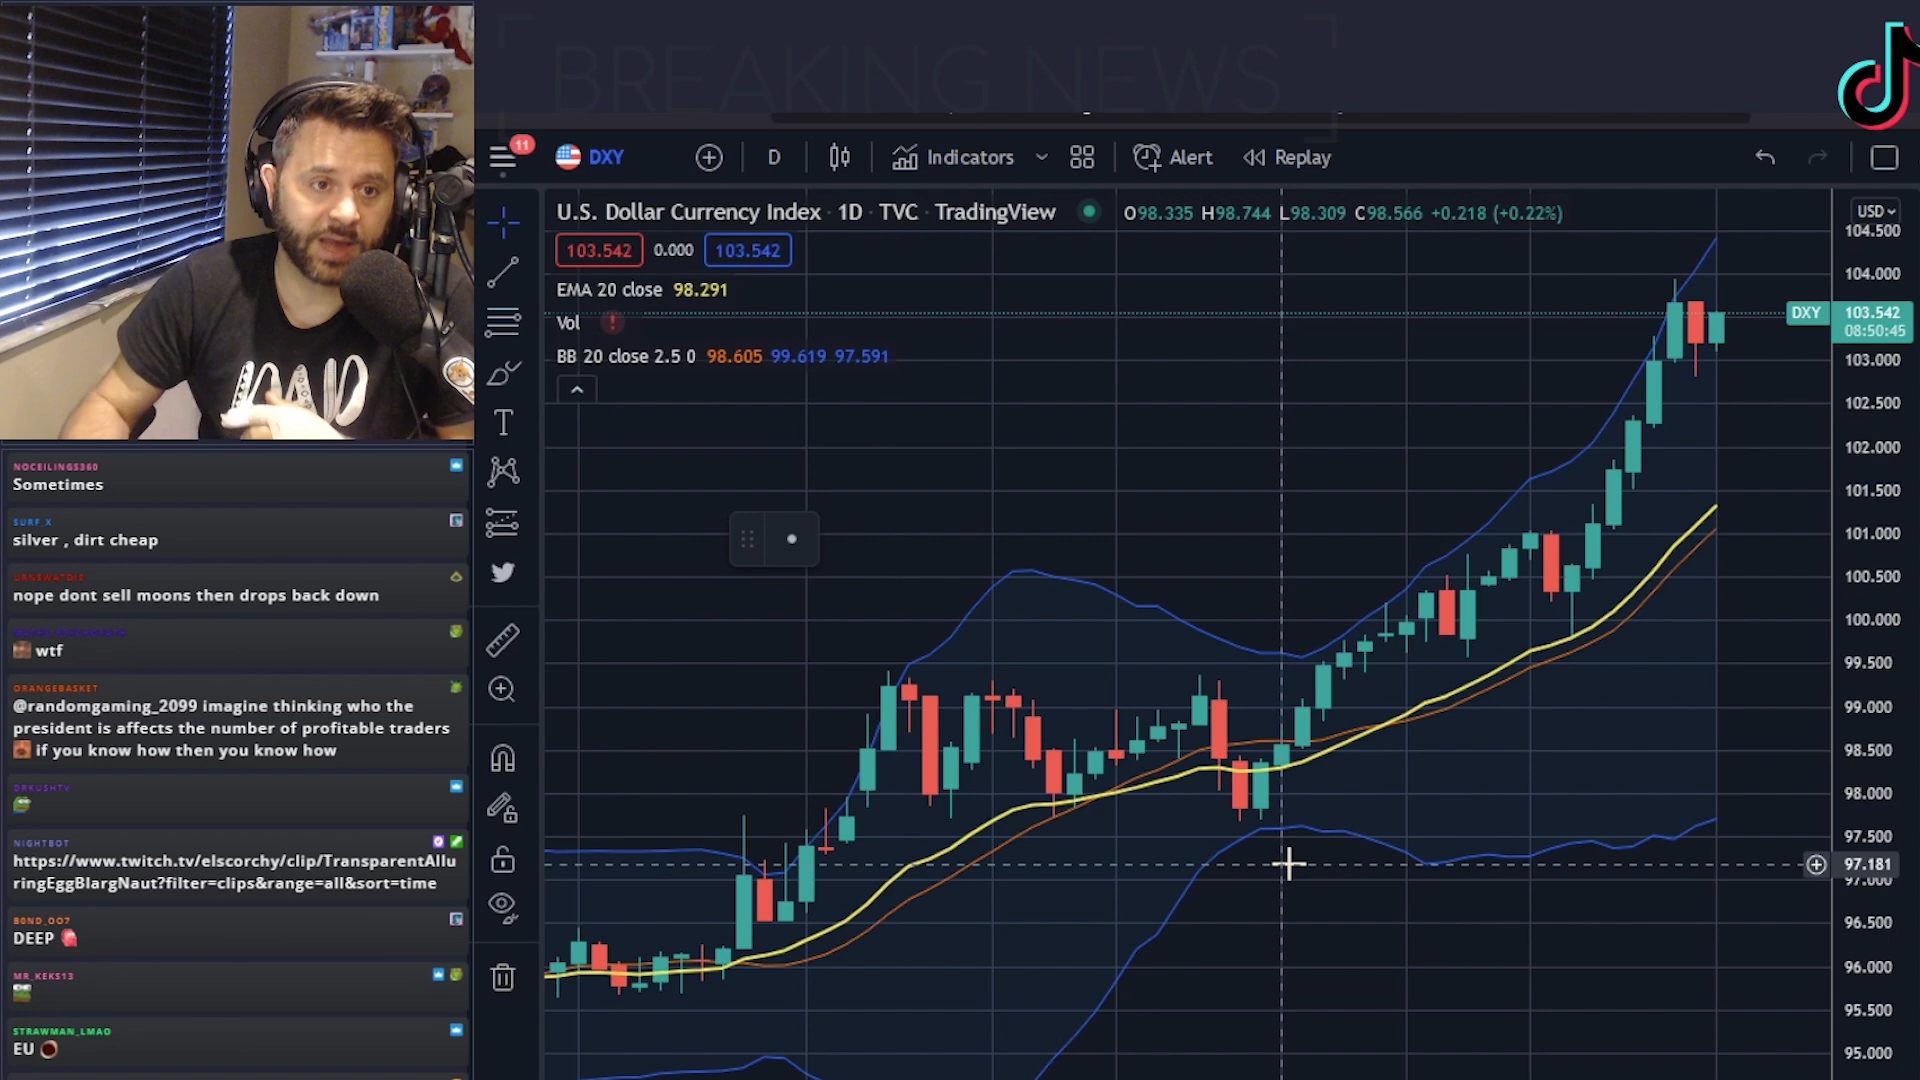 BREAKING NEWS
11
DXY
D
Indicators
Alert
Replay
U.S. Dollar Currency Index · 1D · TVC · TradingView
O98.335 H98.744 L98.309 C98.566 +0.218 (+0.22%)
USD
103.542 0.000 103.542
EMA 20 close 98.291
Vol !
BB 20 close 2.5 0 98.605 99.619 97.591
104.500
104.000
DXY 103.542
08:50:45
103.000
102.500
102.000
101.500
101.000
100.500
100.000
99.500
99.000
98.500
98.000
97.500
97.181
97.000
96.500
96.000
95.500
95.000
T
NOCEILINGS360
Sometimes
SURF_X
silver , dirt cheap
nope dont sell moons then drops back down
wtf
ORANGEBASKET
@randomgaming_2099 imagine thinking who the
president is affects the number of profitable traders
if you know how then you know how
DRKUSHTV
NIGHTBOT
https://www.twitch.tv/elscorchy/clip/TransparentAllu
ringEggBlargNaut?filter=clips&range=all&sort=time
B0ND_OO7
DEEP
MR_KEKS13
STRAWMAN_LMAO
EU